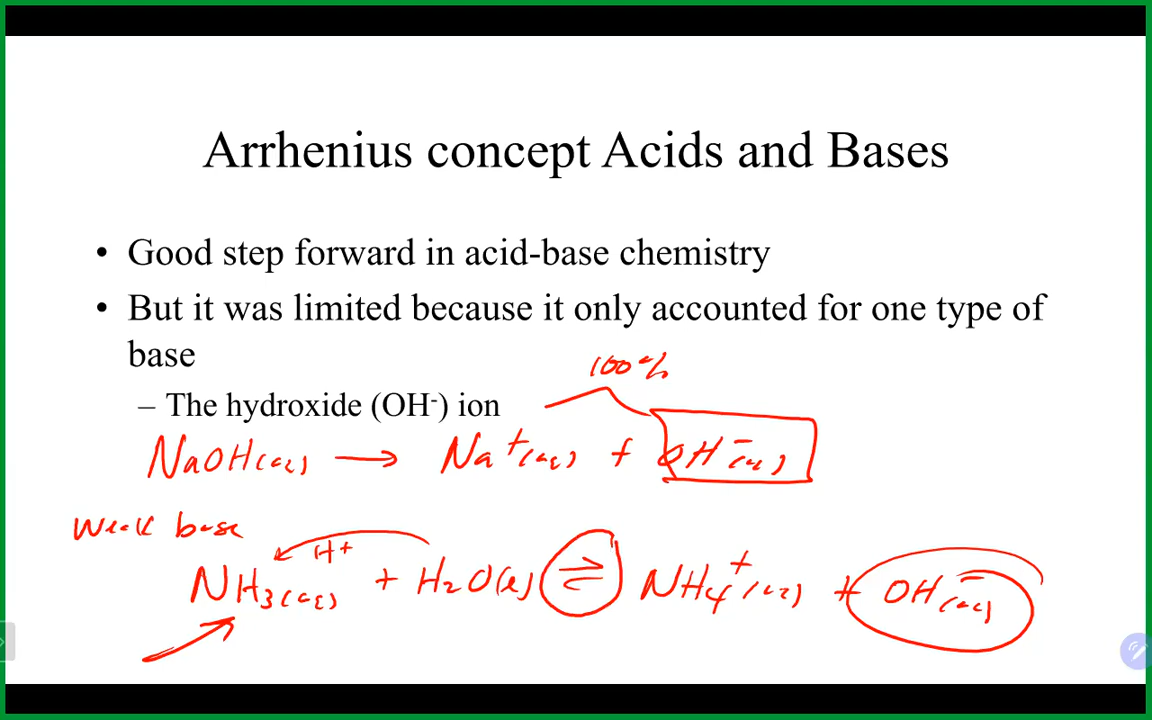 Arrhenius concept Acids and Bases
• Good step forward in acid-base chemistry
• But it was limited because it only accounted for one type of
base
100%
– The hydroxide (OH⁻) ion
NaOH(aq) → Na⁺(aq) + OH⁻(aq)
Weak base
H+
NH₃(aq) + H₂O(l) ⇌ NH₄⁺(aq) + OH⁻(aq)